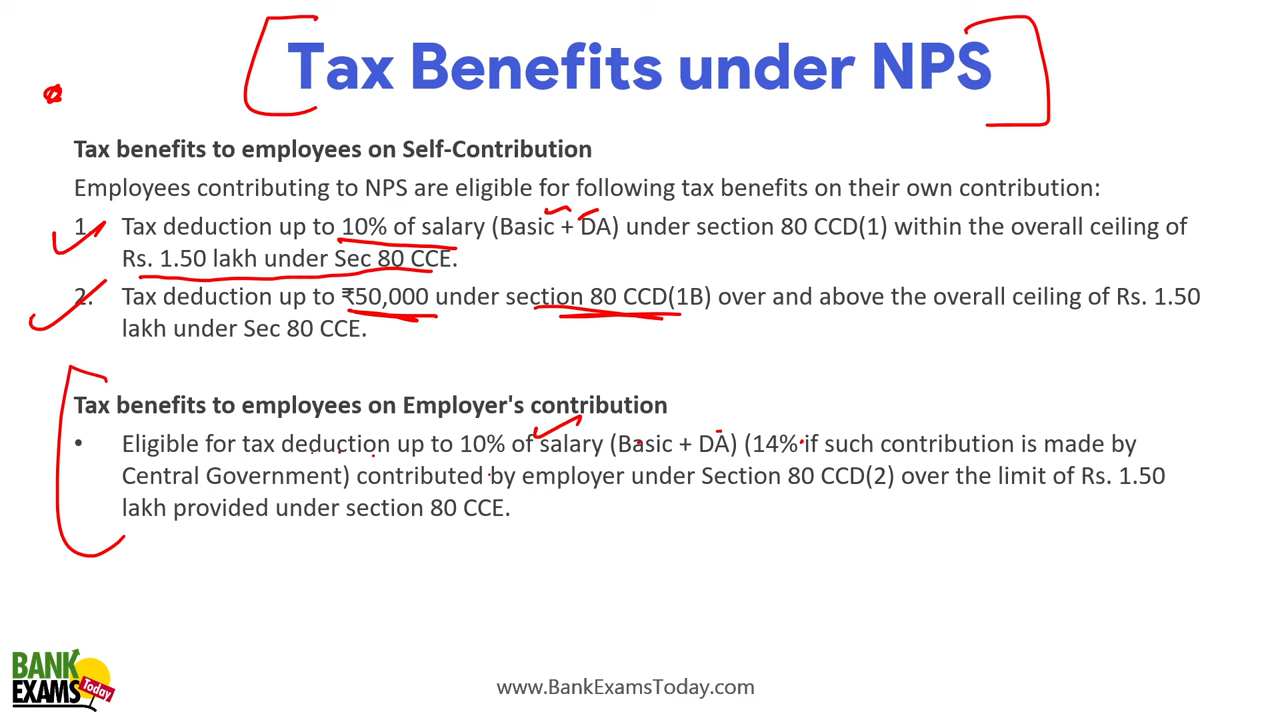 Tax Benefits under NPS
Tax benefits to employees on Self-Contribution
Employees contributing to NPS are eligible for following tax benefits on their own contribution:
1. Tax deduction up to 10% of salary (Basic + DA) under section 80 CCD(1) within the overall ceiling of
Rs. 1.50 lakh under Sec 80 CCE.
2. Tax deduction up to ₹50,000 under section 80 CCD(1B) over and above the overall ceiling of Rs. 1.50
lakh under Sec 80 CCE.
Tax benefits to employees on Employer's contribution
• Eligible for tax deduction up to 10% of salary (Basic + DA) (14% if such contribution is made by
Central Government) contributed by employer under Section 80 CCD(2) over the limit of Rs. 1.50
lakh provided under section 80 CCE.
BANK
EXAMS
Today
www.BankExamsToday.com